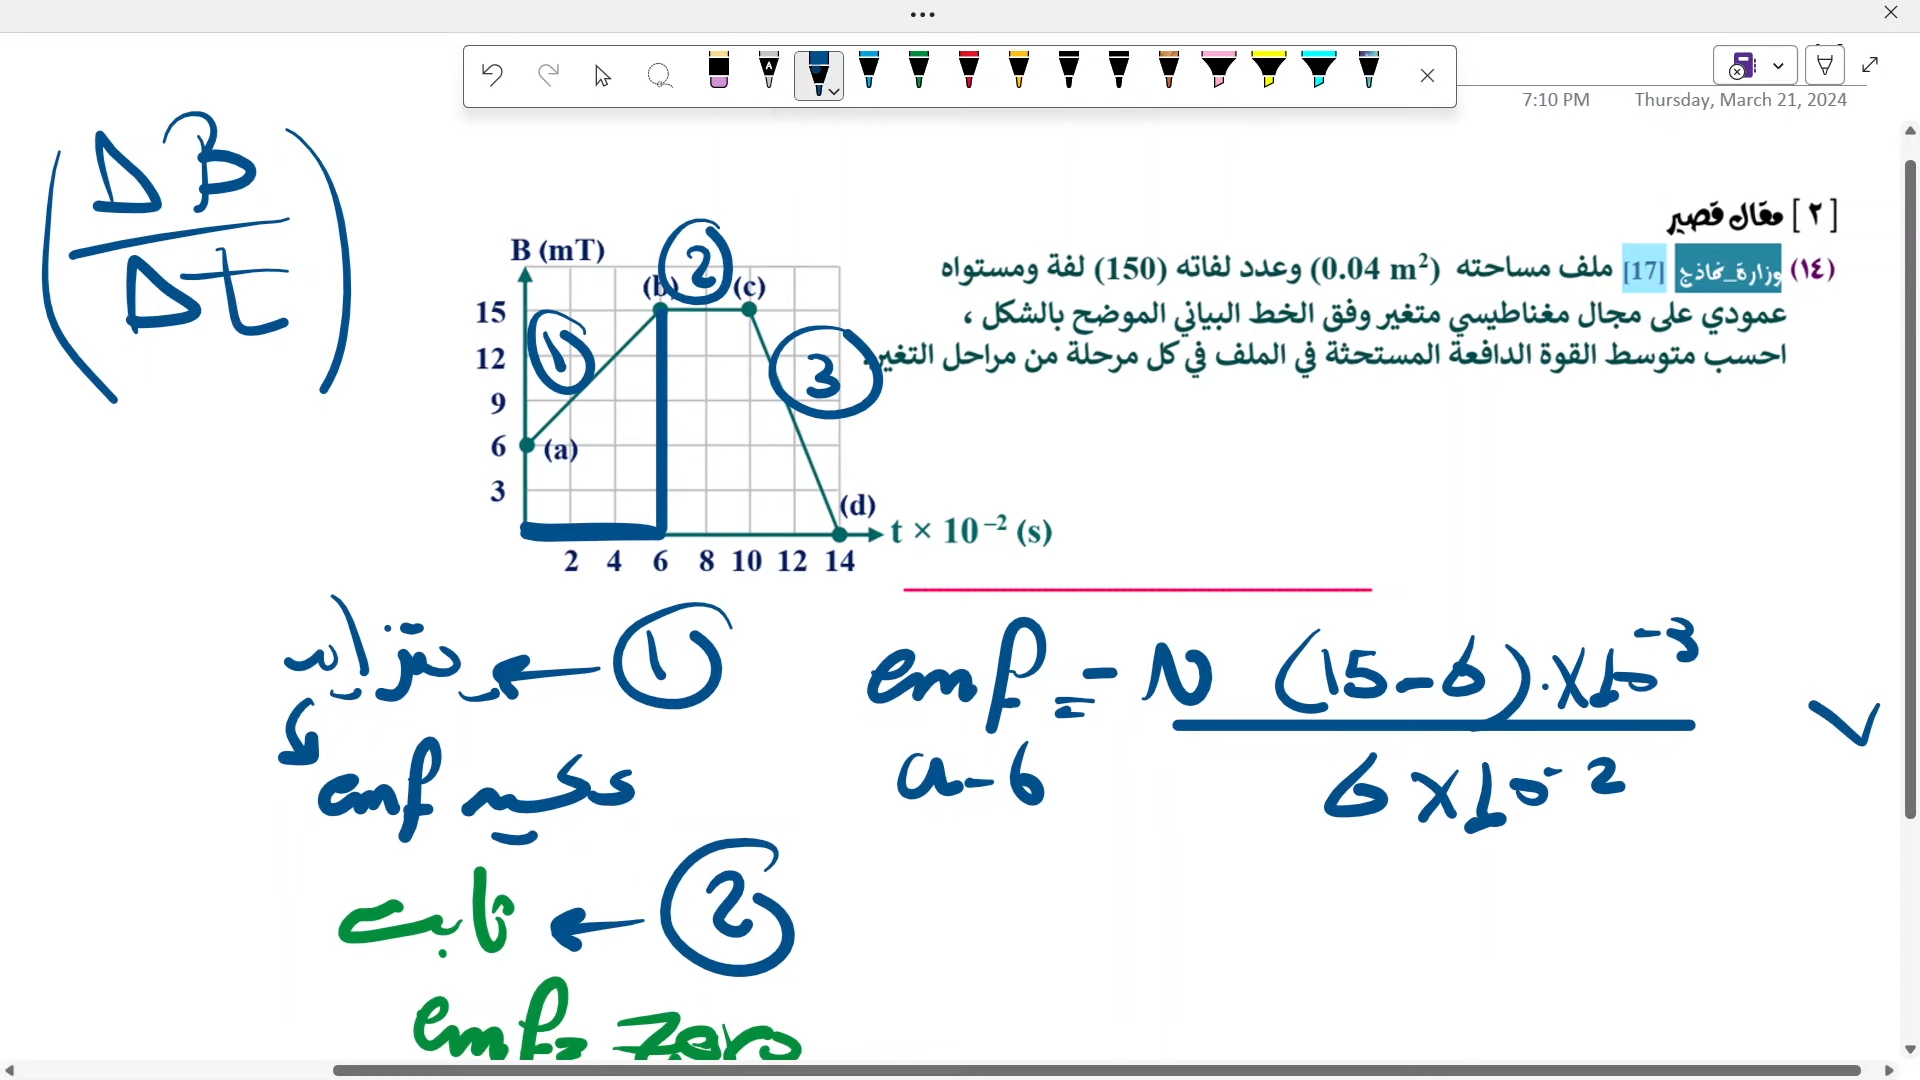 7:10 PM Thursday, March 21, 2024
[٢] مقال قصير
(١٤) وزارة_نماذج [17] ملف مساحته (0.04 m²) وعدد لفاته (150) لفة ومستواه
عمودي على مجال مغناطيسي متغير وفق الخط البياني الموضح بالشكل ،
احسب متوسط القوة الدافعة المستحثة في الملف في كل مرحلة من مراحل التغير.
(ΔB
Δt)
B (mT)
15
12
9
6
3
(a)
(b)
(c)
(d)
1
2
3
2 4 6 8 10 12 14
t × 10⁻² (s)
1 ← تتزايد
emf عكسية
2 ← ثابت
emf = zero
emf = - N (15-6) . X10⁻³
a-b
6 X10⁻²